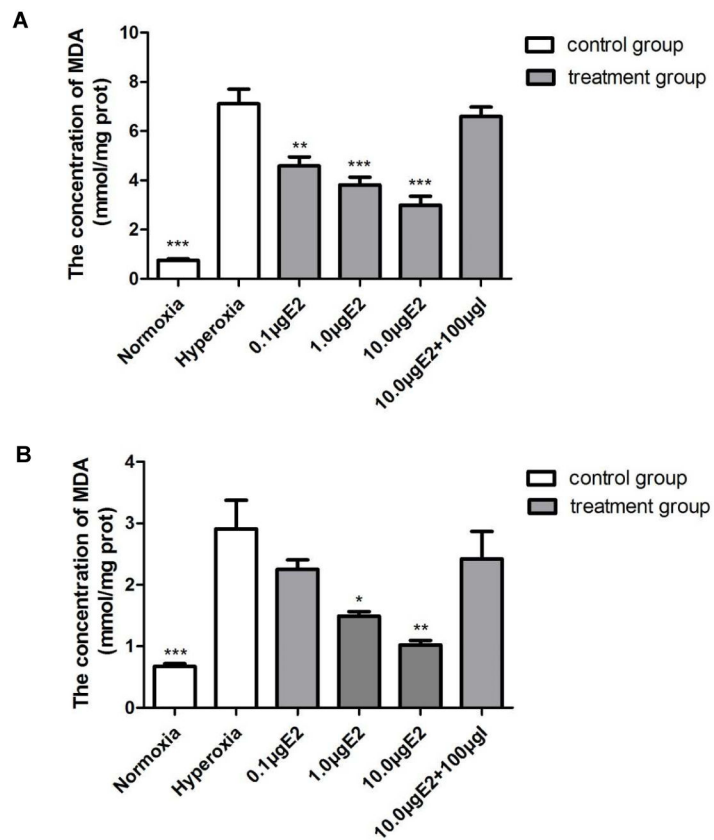 A
The concentration of MDA
(mmol/mg prot)
10
8
6
4
2
0
***
**
***
***
Normoxia
Hyperoxia
0.1μgE2
1.0μgE2
10.0μgE2
10.0μgE2+100μgI
control group
treatment group
B
The concentration of MDA
(mmol/mg prot)
4
3
2
1
0
***
*
**
Normoxia
Hyperoxia
0.1μgE2
1.0μgE2
10.0μgE2
10.0μgE2+100μgI
control group
treatment group